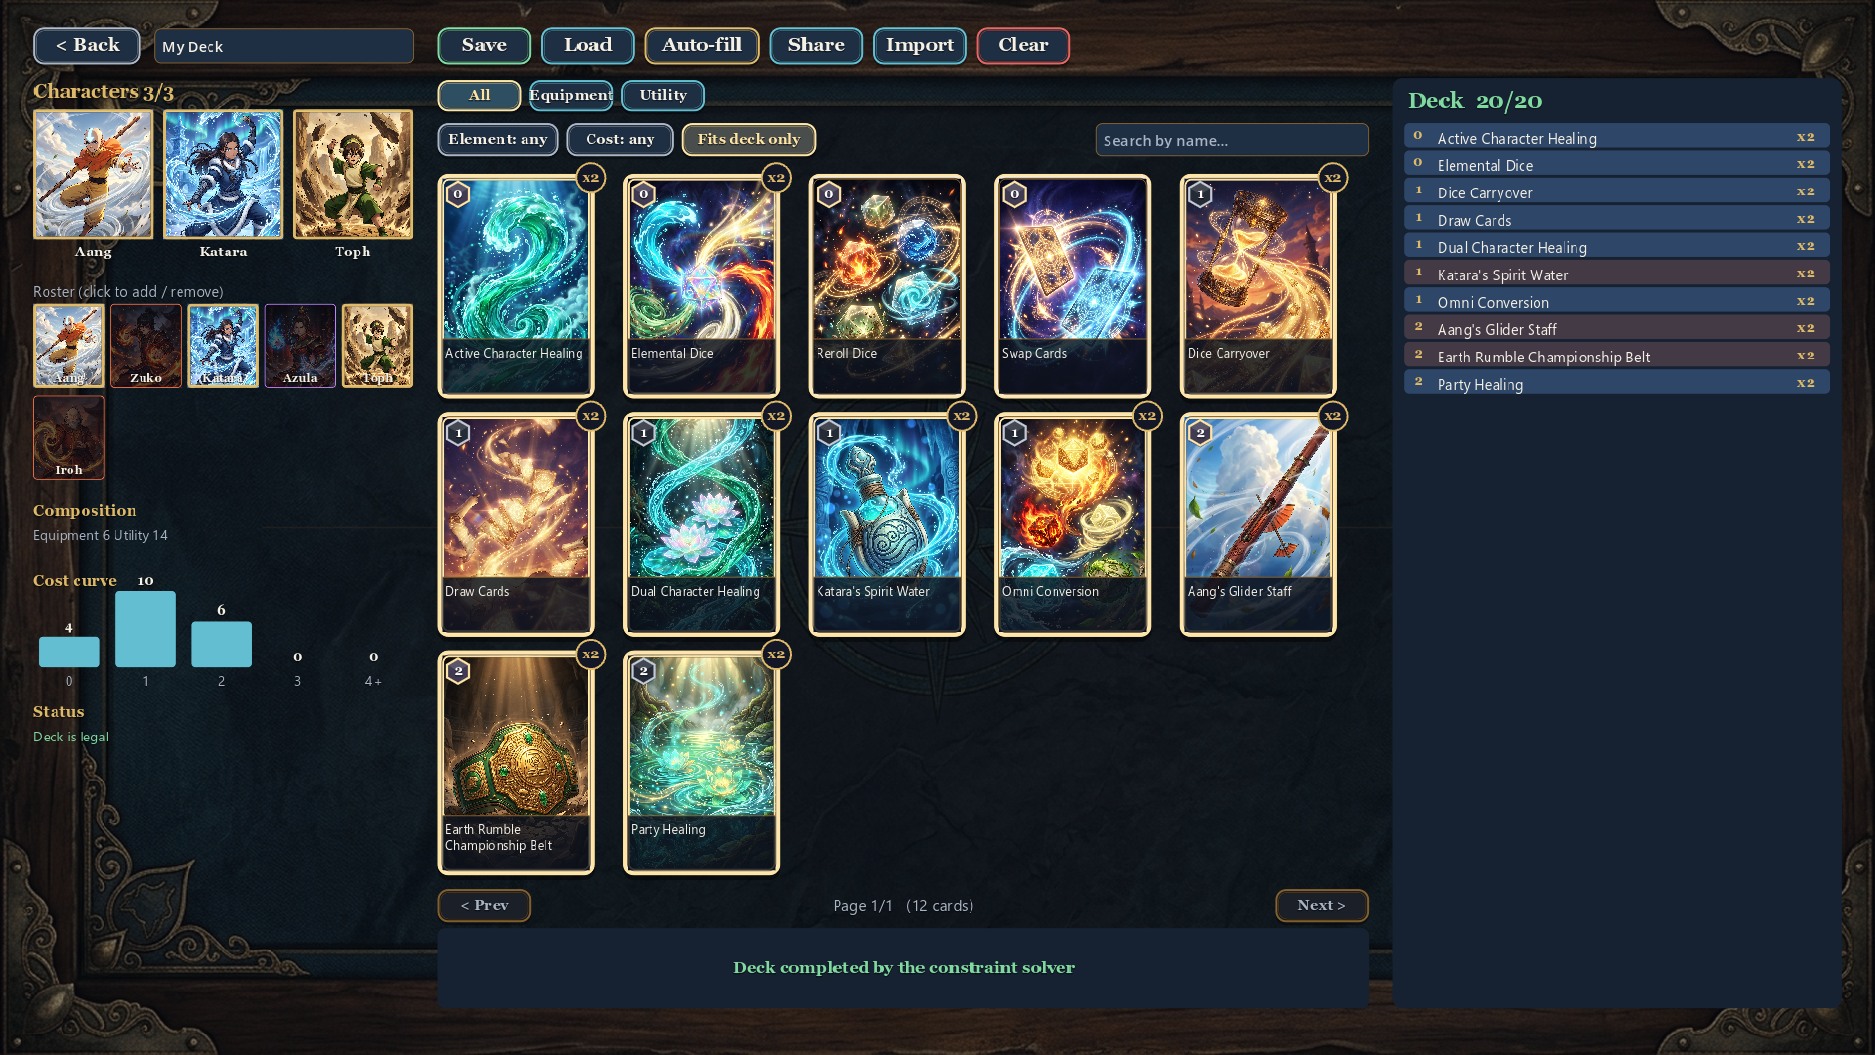 < Back
My Deck
Save
Load
Auto-fill
Share
Import
Clear
Characters 3/3
Aang
Katara
Toph
Roster (click to add / remove)
Aang
Zuko
Katara
Azula
Toph
Iroh
Composition
Equipment 6 Utility 14
Cost curve
4
10
6
0
0
0
1
2
3
4+
Status
Deck is legal
All
Equipment
Utility
Element: any
Cost: any
Fits deck only
Search by name...
0
x2
Active Character Healing
0
x2
Elemental Dice
0
Reroll Dice
0
Swap Cards
1
x2
Dice Carryover
1
x2
Draw Cards
1
x2
Dual Character Healing
1
x2
Katara's Spirit Water
1
x2
Omni Conversion
2
x2
Aang's Glider Staff
2
x2
Earth Rumble
Championship Belt
2
x2
Party Healing
< Prev
Page 1/1 (12 cards)
Next >
Deck completed by the constraint solver
Deck 20/20
0 Active Character Healing x2
0 Elemental Dice x2
1 Dice Carryover x2
1 Draw Cards x2
1 Dual Character Healing x2
1 Katara's Spirit Water x2
1 Omni Conversion x2
2 Aang's Glider Staff x2
2 Earth Rumble Championship Belt x2
2 Party Healing x2